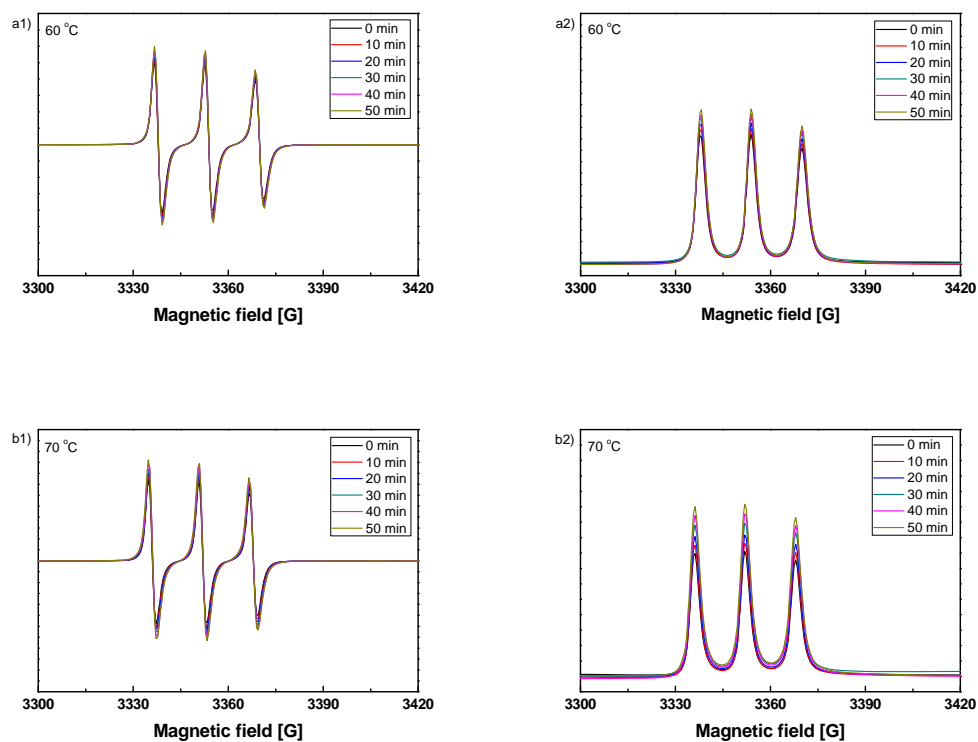 a1)
60 °C
0 min
10 min
20 min
30 min
40 min
50 min
3300 3330 3360 3390 3420
Magnetic field [G]
a2)
60 °C
0 min
10 min
20 min
30 min
40 min
50 min
3300 3330 3360 3390 3420
Magnetic field [G]
b1)
70 °C
0 min
10 min
20 min
30 min
40 min
50 min
3300 3330 3360 3390 3420
Magnetic field [G]
b2)
70 °C
0 min
10 min
20 min
30 min
40 min
50 min
3300 3330 3360 3390 3420
Magnetic field [G]